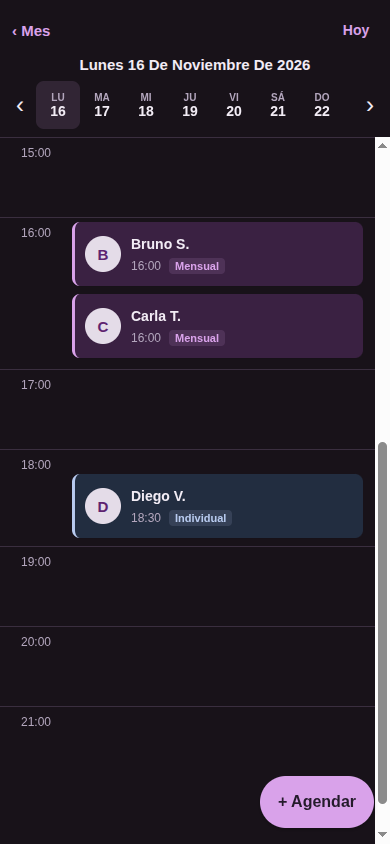 ‹ Mes
Hoy
Lunes 16 De Noviembre De 2026
‹ LU MA MI JU VI SÁ DO ›
16 17 18 19 20 21 22
15:00
16:00
B Bruno S.
16:00 Mensual
C Carla T.
16:00 Mensual
17:00
18:00
D Diego V.
18:30 Individual
19:00
20:00
21:00
+ Agendar